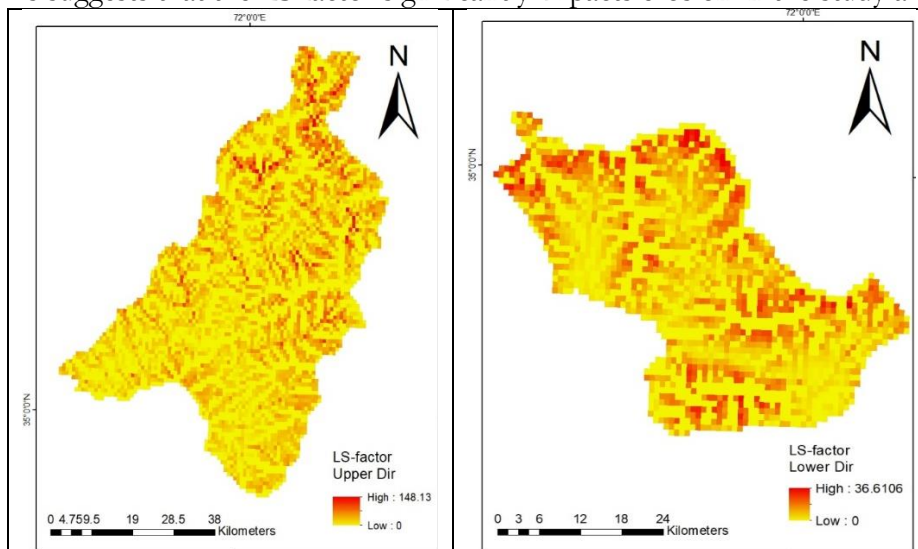 72°0'0"E
N
35°0'0"N
LS-factor
Upper Dir
High : 148.13
Low : 0
0 4.75 9.5 19 28.5 38
Kilometers
72°0'0"E
N
35°0'0"N
LS-factor
Lower Dir
High : 36.6106
Low : 0
0 3 6 12 18 24
Kilometers